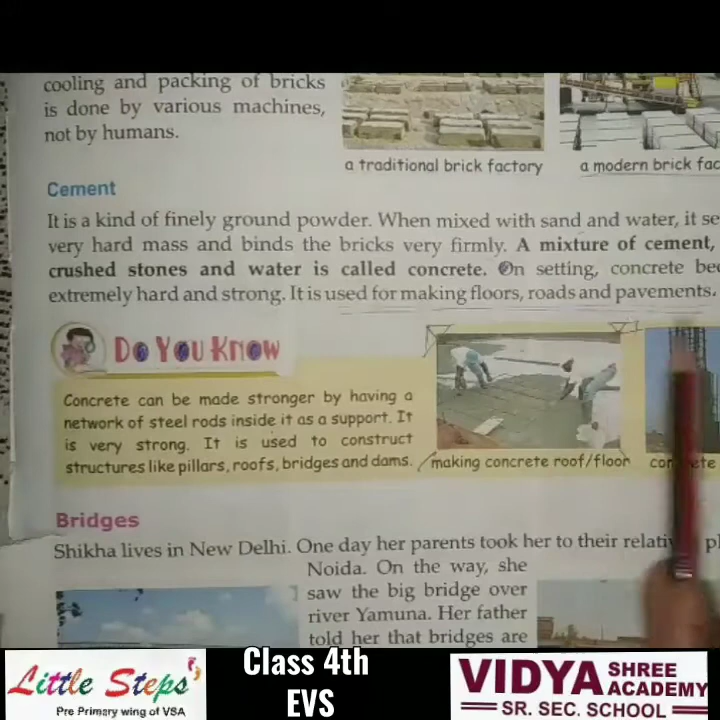 cooling and packing of bricks
is done by various machines,
not by humans.
a traditional brick factory
a modern brick fac
Cement
It is a kind of finely ground powder. When mixed with sand and water, it se
very hard mass and binds the bricks very firmly. A mixture of cement,
crushed stones and water is called concrete. On setting, concrete bec
extremely hard and strong. It is used for making floors, roads and pavements.
Do You Know
Concrete can be made stronger by having a
network of steel rods inside it as a support. It
is very strong. It is used to construct
structures like pillars, roofs, bridges and dams.
making concrete roof/floor
Bridges
Shikha lives in New Delhi. One day her parents took her to their relati
Noida. On the way, she
saw the big bridge over
river Yamuna. Her father
told her that bridges are
Little Steps
Pre Primary wing of VSA
Class 4th
EVS
VIDYA SHREE ACADEMY
SR. SEC. SCHOOL